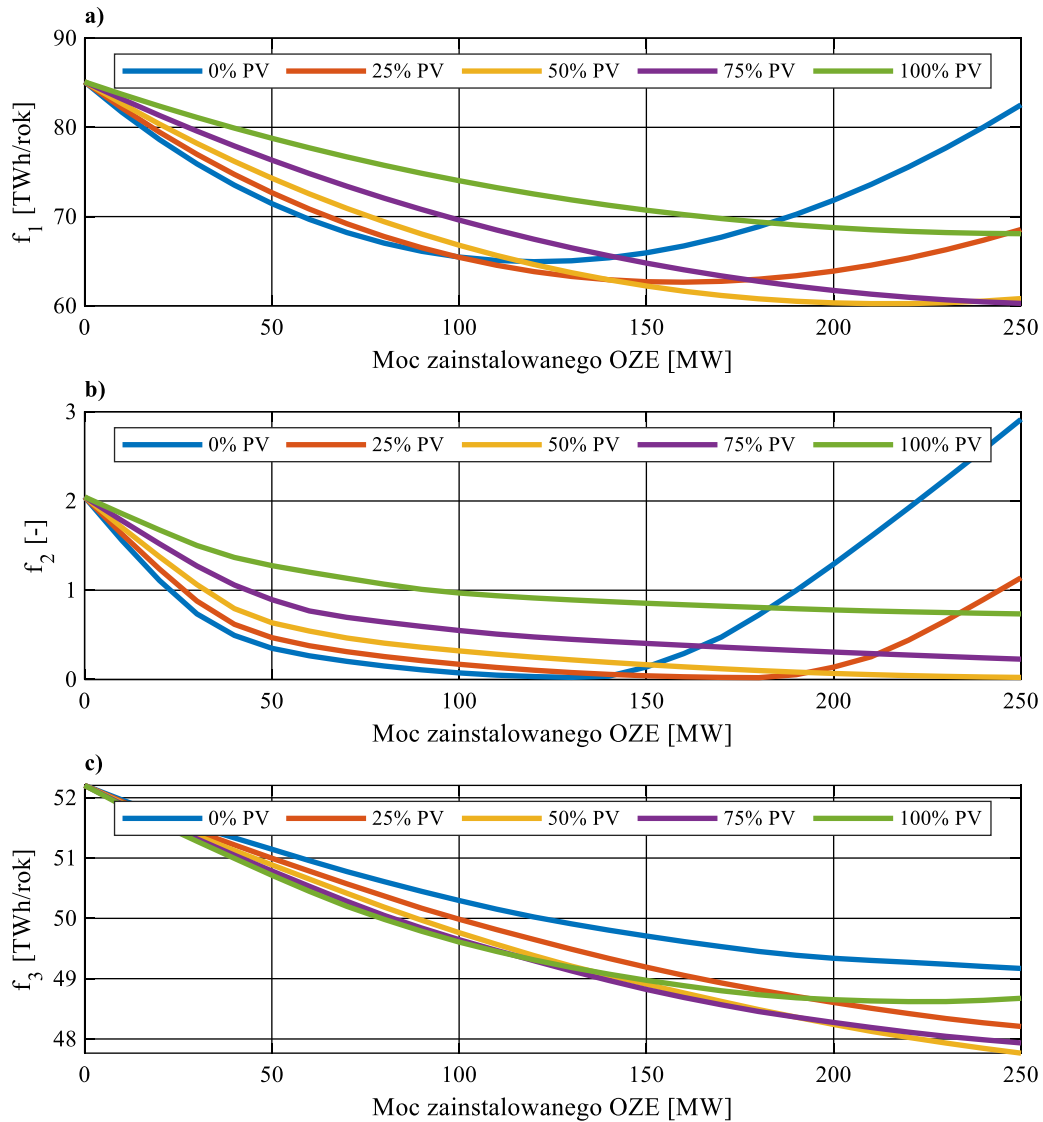 a)
90
80
70
60
f1 [TWh/rok]
0% PV 25% PV 50% PV 75% PV 100% PV
0 50 100 150 200 250
Moc zainstalowanego OZE [MW]
b)
3
2
1
0
f2 [-]
0% PV 25% PV 50% PV 75% PV 100% PV
0 50 100 150 200 250
Moc zainstalowanego OZE [MW]
c)
52
51
50
49
48
f3 [TWh/rok]
0% PV 25% PV 50% PV 75% PV 100% PV
0 50 100 150 200 250
Moc zainstalowanego OZE [MW]